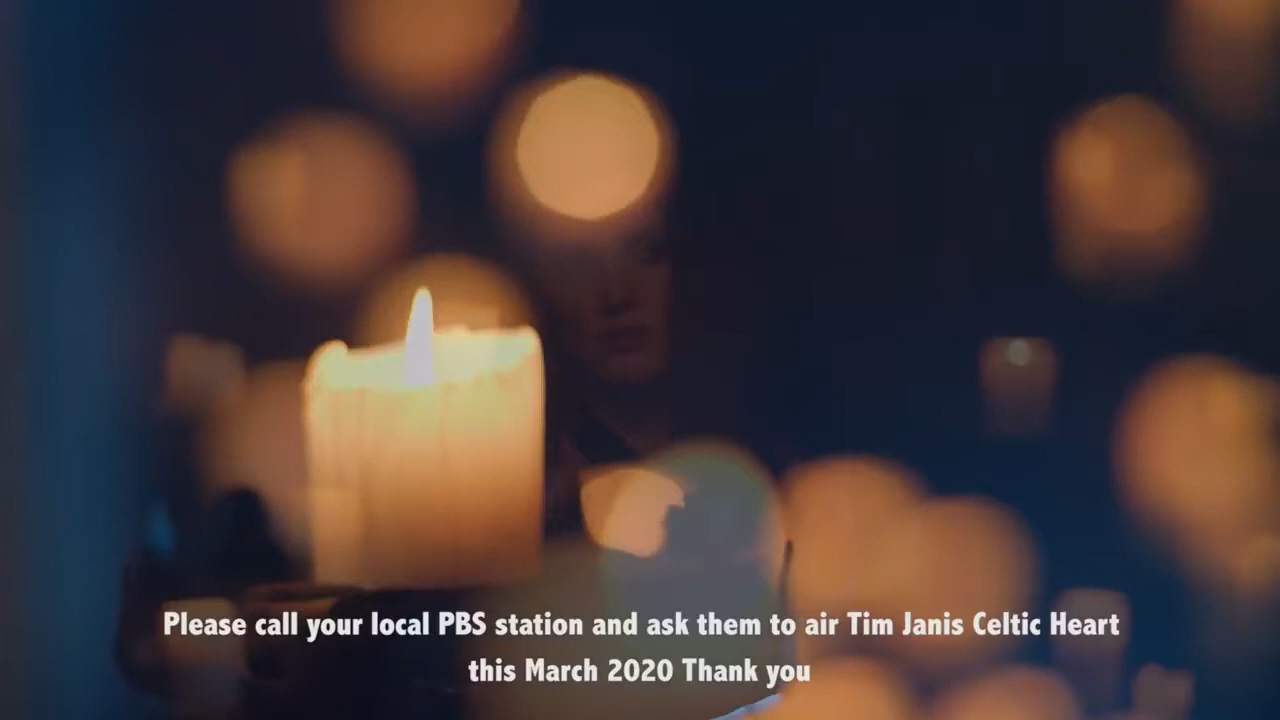 Please call your local PBS station and ask them to air Tim Janis Celtic Heart
this March 2020 Thank you